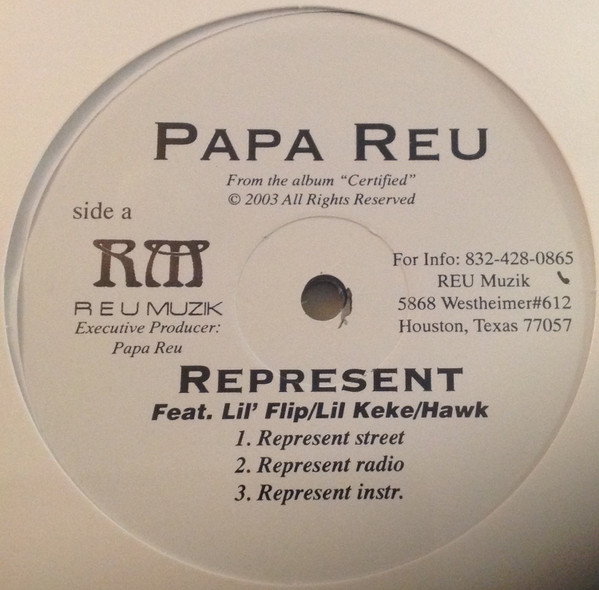 PAPA REU
From the album “Certified”
© 2003 All Rights Reserved
side a
RM
REU MUZIK
Executive Producer:
Papa Reu
For Info: 832-428-0865
REU Muzik
5868 Westheimer#612
Houston, Texas 77057
REPRESENT
Feat. Lil’ Flip/Lil Keke/Hawk
1. Represent street
2. Represent radio
3. Represent instr.